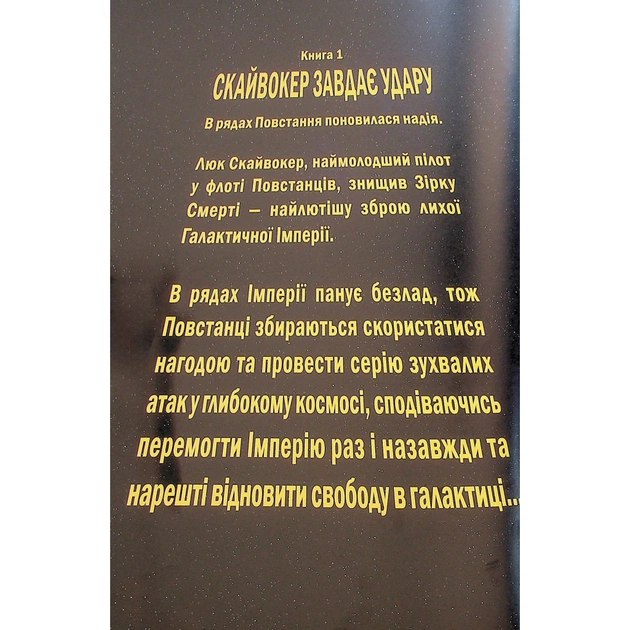 Книга 1
СКАЙВОКЕР ЗАВДАЄ УДАРУ
В рядах Повстання поновилася надія.
Люк Скайвокер, наймолодший пілот
у флоті Повстанців, знищив Зірку
Смерті – найлютішу зброю лихої
Галактичної Імперії.
В рядах Імперії панує безлад, тож
Повстанці збираються скористатися
нагодою та провести серію зухвалих
атак у глибокому космосі, сподіваючись
перемогти Імперію раз і назавжди та
нарешті відновити свободу в галактиці...